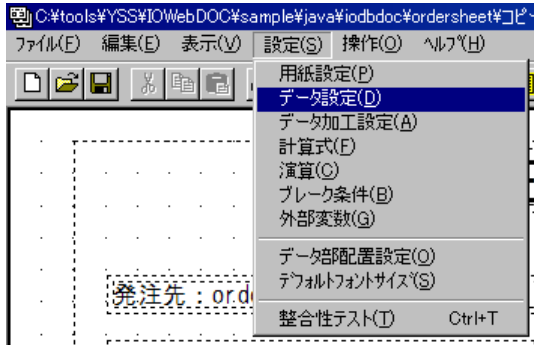 C:¥tools¥YSS¥IOWebDOC¥sample¥java¥iodbdoc¥ordersheet¥コピ
ﾌｧｲﾙ(F) 編集(E) 表示(V) 設定(S) 操作(O) ﾍﾙﾌﾟ(H)
用紙設定(P)
データ設定(D)
データ加工設定(A)
計算式(F)
演算(C)
ブレーク条件(B)
外部変数(G)
データ部配置設定(O)
ﾃﾞﾌｫﾙﾄﾌｫﾝﾄｻｲｽﾞ(S)
発注先：orde
整合性テスト(T) Ctrl+T